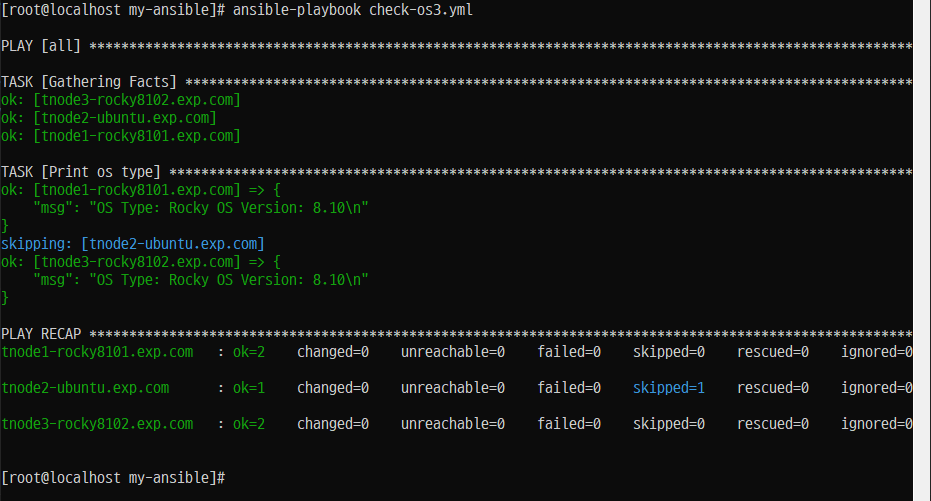 [root@localhost my-ansible]# ansible-playbook check-os3.yml
PLAY [all] *******************************************************************************************************
TASK [Gathering Facts] *******************************************************************************************
ok: [tnode3-rocky8102.exp.com]
ok: [tnode2-ubuntu.exp.com]
ok: [tnode1-rocky8101.exp.com]
TASK [Print os type] *********************************************************************************************
ok: [tnode1-rocky8101.exp.com] => {
    "msg": "OS Type: Rocky OS Version: 8.10\n"
}
skipping: [tnode2-ubuntu.exp.com]
ok: [tnode3-rocky8102.exp.com] => {
    "msg": "OS Type: Rocky OS Version: 8.10\n"
}
PLAY RECAP *******************************************************************************************************
tnode1-rocky8101.exp.com   : ok=2    changed=0    unreachable=0    failed=0    skipped=0    rescued=0    ignored=0
tnode2-ubuntu.exp.com      : ok=1    changed=0    unreachable=0    failed=0    skipped=1    rescued=0    ignored=0
tnode3-rocky8102.exp.com   : ok=2    changed=0    unreachable=0    failed=0    skipped=0    rescued=0    ignored=0
[root@localhost my-ansible]#